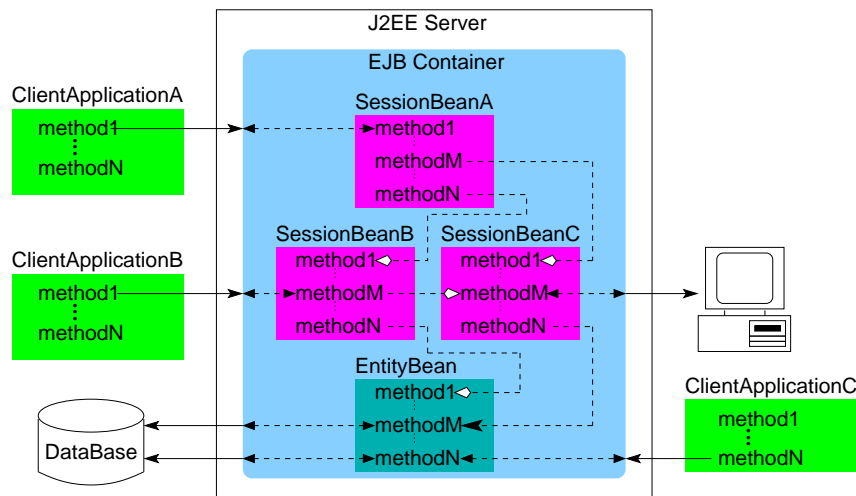 J2EE Server
EJB Container
ClientApplicationA
method1
methodN
SessionBeanA
method1
methodM
methodN
ClientApplicationB
method1
methodN
SessionBeanB
method1
methodM
methodN
SessionBeanC
method1
methodM
methodN
EntityBean
method1
methodM
methodN
DataBase
ClientApplicationC
method1
methodN